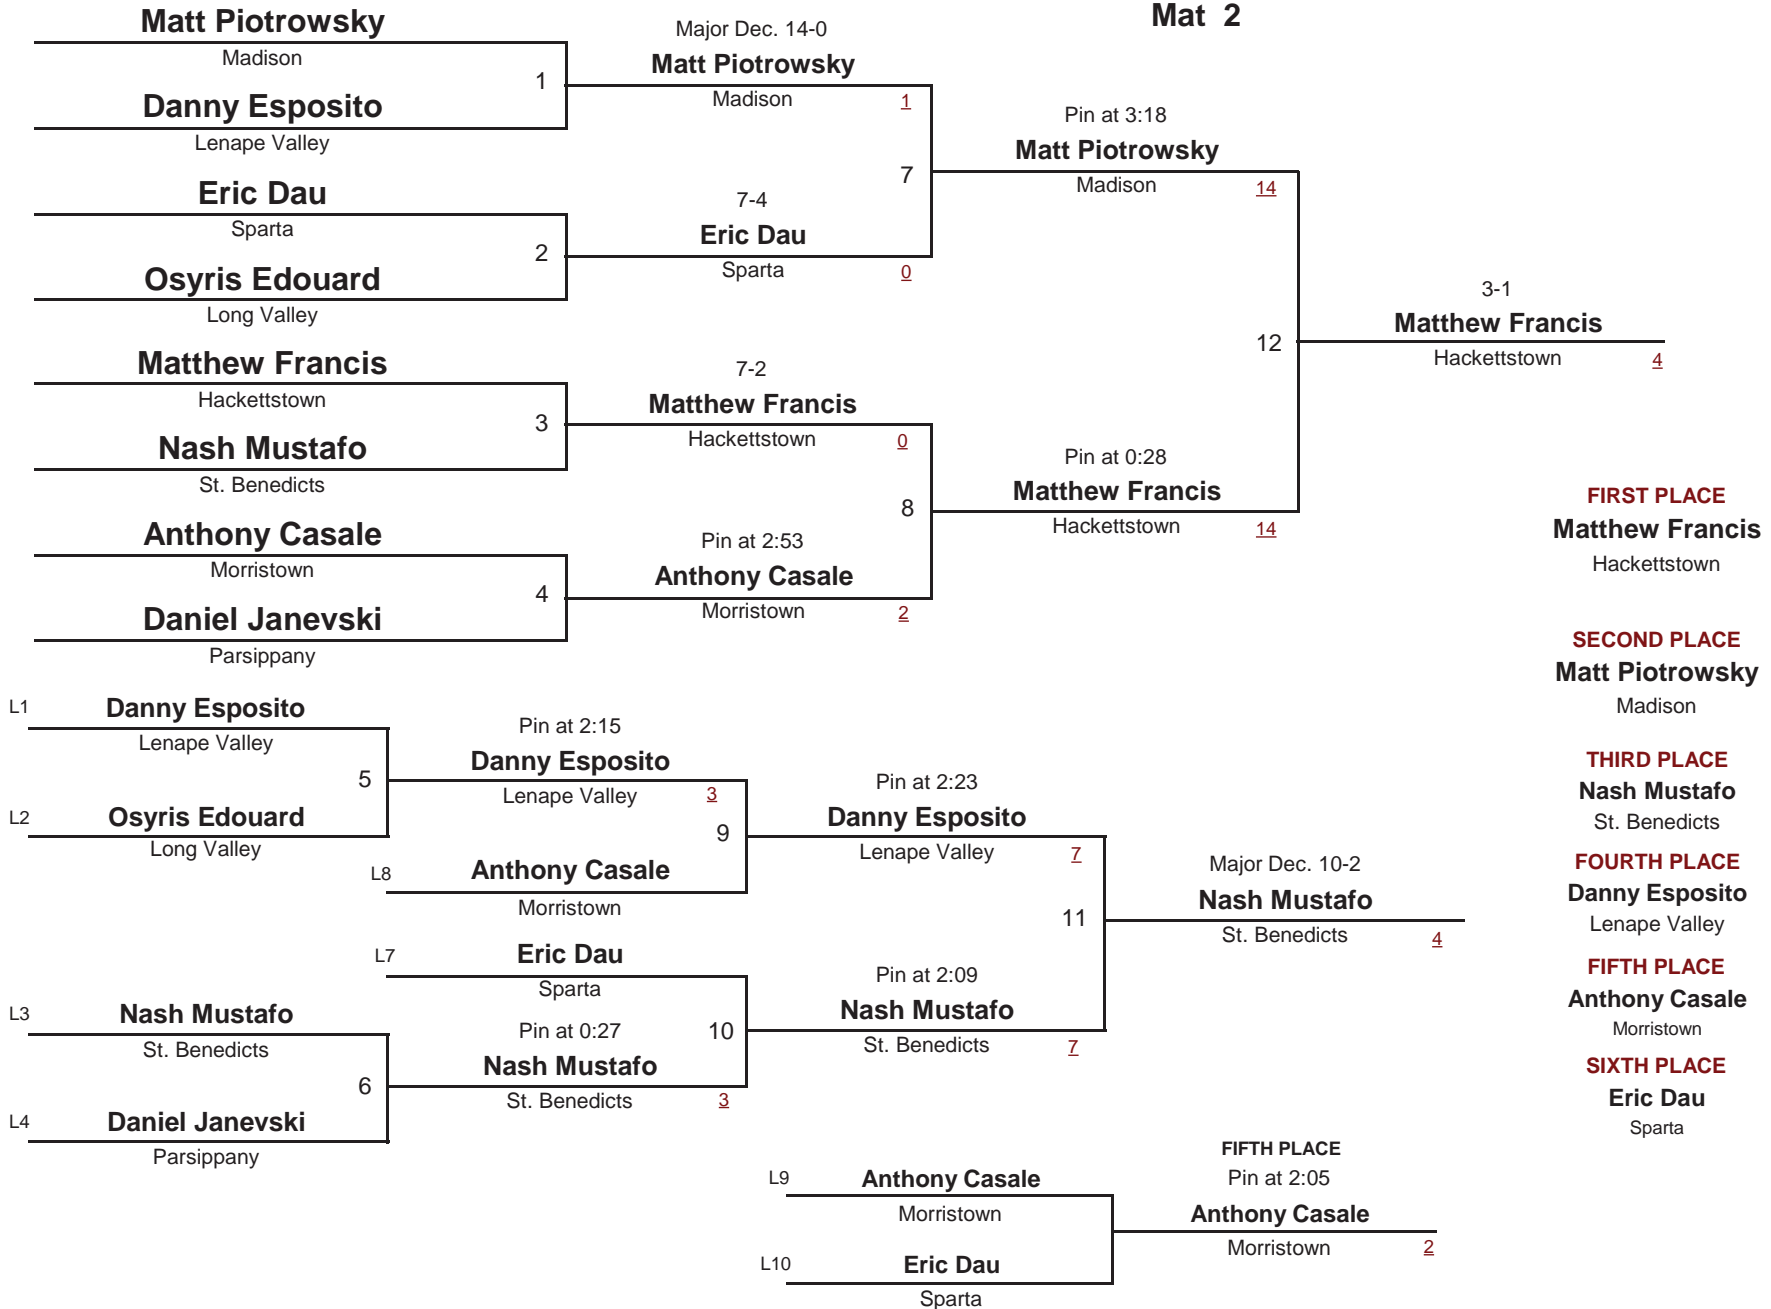 Mat 2
Matt Piotrowsky
Madison
1
Danny Esposito
Lenape Valley
Eric Dau
Sparta
2
Osyris Edouard
Long Valley
Matthew Francis
Hackettstown
3
Nash Mustafo
St. Benedicts
Anthony Casale
Morristown
4
Daniel Janevski
Parsippany
Major Dec. 14-0
Matt Piotrowsky
Madison 1
7
7-4
Eric Dau
Sparta 0
7-2
Matthew Francis
Hackettstown 0
8
Pin at 2:53
Anthony Casale
Morristown 2
Pin at 3:18
Matt Piotrowsky
Madison 14
12
Pin at 0:28
Matthew Francis
Hackettstown 14
3-1
Matthew Francis
Hackettstown 4
FIRST PLACE
Matthew Francis
Hackettstown
SECOND PLACE
Matt Piotrowsky
Madison
THIRD PLACE
Nash Mustafo
St. Benedicts
FOURTH PLACE
Danny Esposito
Lenape Valley
FIFTH PLACE
Anthony Casale
Morristown
SIXTH PLACE
Eric Dau
Sparta
L1 Danny Esposito
Lenape Valley
5
L2 Osyris Edouard
Long Valley
L3 Nash Mustafo
St. Benedicts
6
L4 Daniel Janevski
Parsippany
Pin at 2:15
Danny Esposito
Lenape Valley 3
9
L8 Anthony Casale
Morristown
L7 Eric Dau
Sparta
Pin at 0:27 10
Nash Mustafo
St. Benedicts 3
Pin at 2:23
Danny Esposito
Lenape Valley 7
11
Pin at 2:09
Nash Mustafo
St. Benedicts 7
Major Dec. 10-2
Nash Mustafo
St. Benedicts 4
L9 Anthony Casale
Morristown
L10 Eric Dau
Sparta
FIFTH PLACE
Pin at 2:05
Anthony Casale
Morristown 2